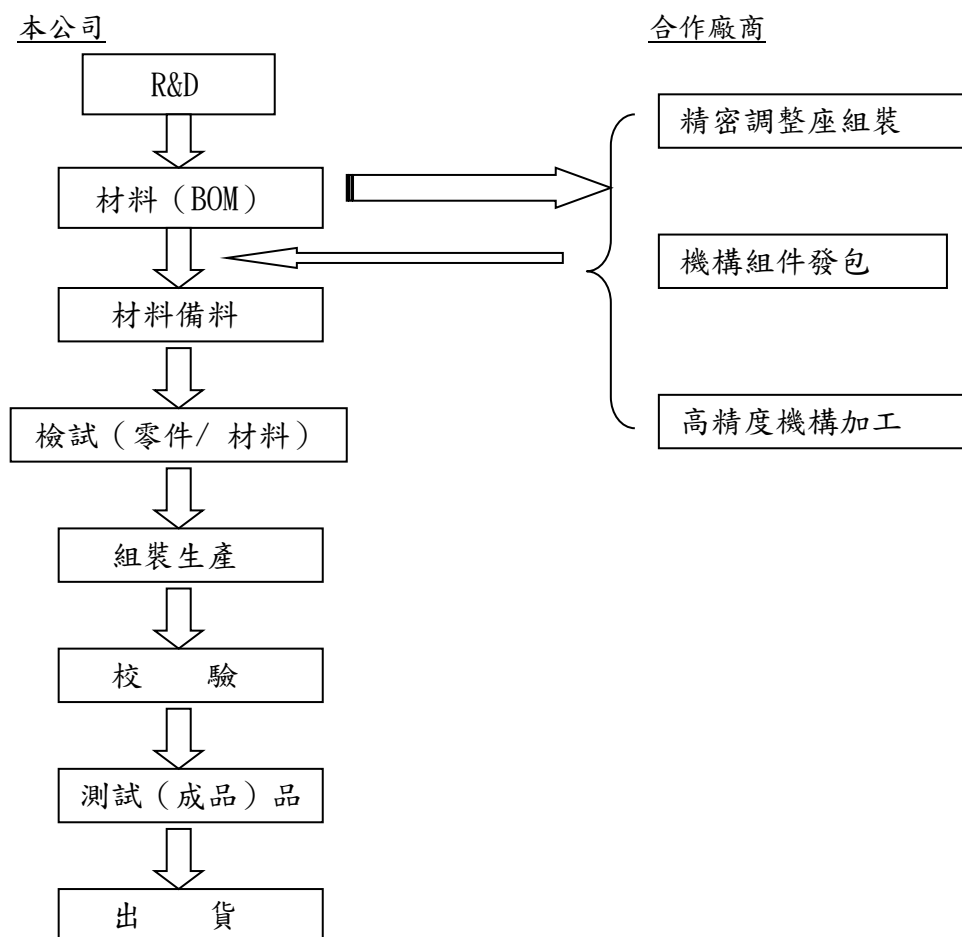 本公司
合作廠商
R&D
精密調整座組裝
材料（BOM）
機構組件發包
材料備料
高精度機構加工
檢試（零件/ 材料）
組裝生產
校　　驗
測試（成品）品
出　　貨